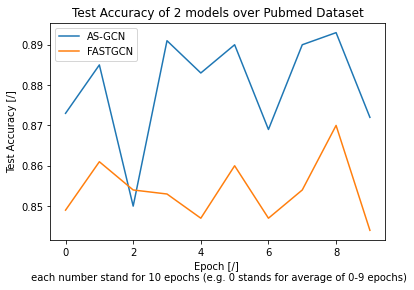 Test Accuracy of 2 models over Pubmed Dataset
AS-GCN
FASTGCN
Test Accuracy [/]
0.89
0.88
0.87
0.86
0.85
0 2 4 6 8
Epoch [/]
each number stand for 10 epochs (e.g. 0 stands for average of 0-9 epochs)